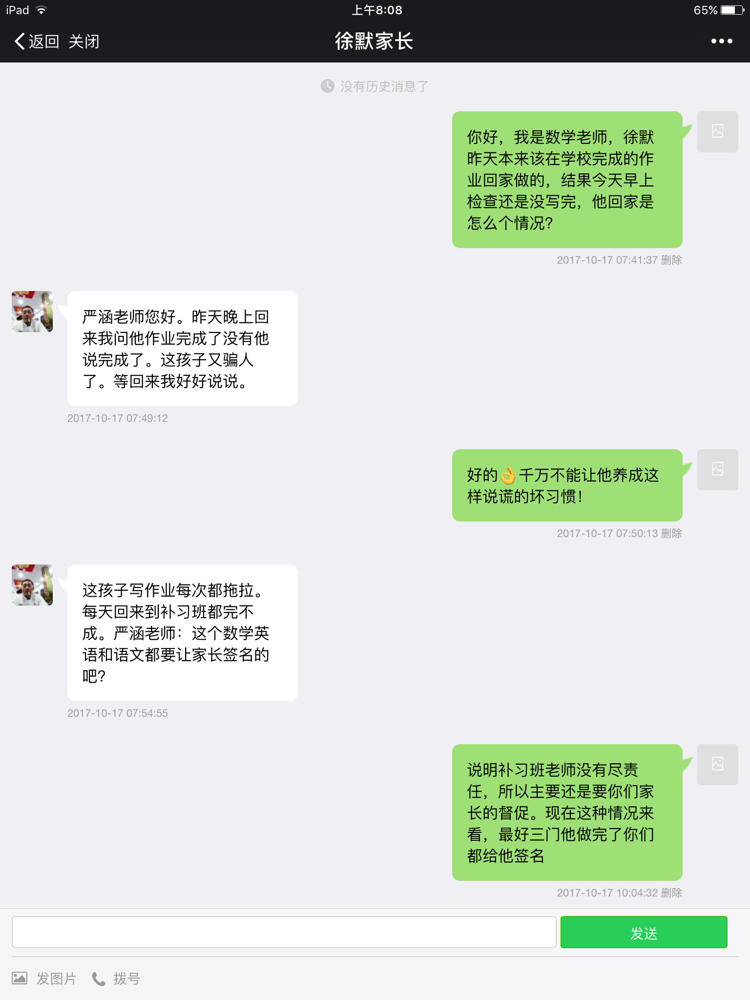 iPad 上午8:08 65%
返回 关闭 徐默家长
没有历史消息了
你好，我是数学老师，徐默
昨天本来该在学校完成的作
业回家做的，结果今天早上
检查还是没写完，他回家是
怎么个情况？
2017-10-17 07:41:37 删除
严涵老师您好。昨天晚上回
来我问他作业完成了没有他
说完成了。这孩子又骗人
了。等回来我好好说说。
2017-10-17 07:49:12
好的👌千万不能让他养成这
样说谎的坏习惯！
2017-10-17 07:50:13 删除
这孩子写作业每次都拖拉。
每天回来到补习班都完不
成。严涵老师：这个数学英
语和语文都要让家长签名的
吧？
2017-10-17 07:54:55
说明补习班老师没有尽责
任，所以主要还是要你们家
长的督促。现在这种情况来
看，最好三门他做完了你们
都给他签名
2017-10-17 10:04:32 删除
发送
发图片 拨号